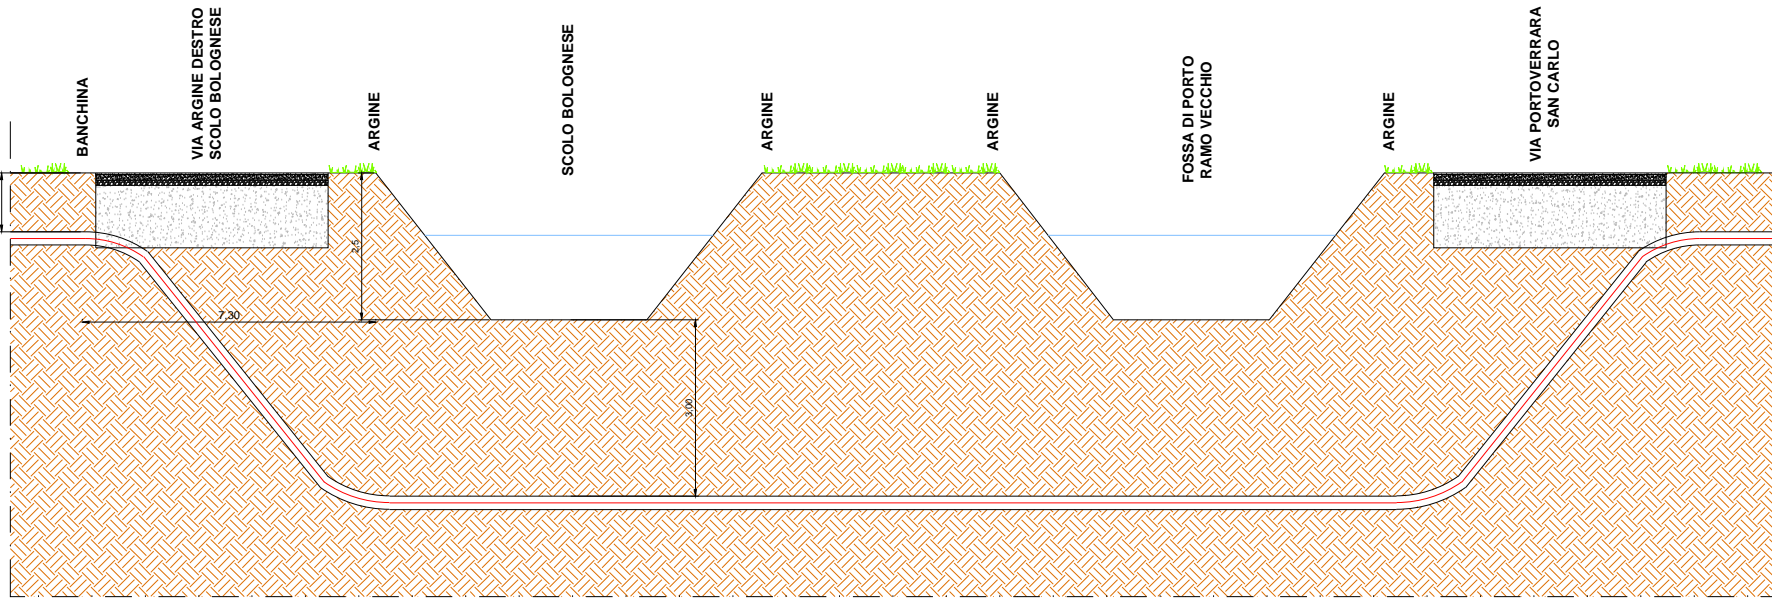 BANCHINA
VIA ARGINE DESTRO
SCOLO BOLOGNESE
ARGINE
SCOLO BOLOGNESE
ARGINE
ARGINE
FOSSA DI PORTO
RAMO VECCHIO
ARGINE
VIA PORTOVERRARA
SAN CARLO
2,5
7,30
3,00